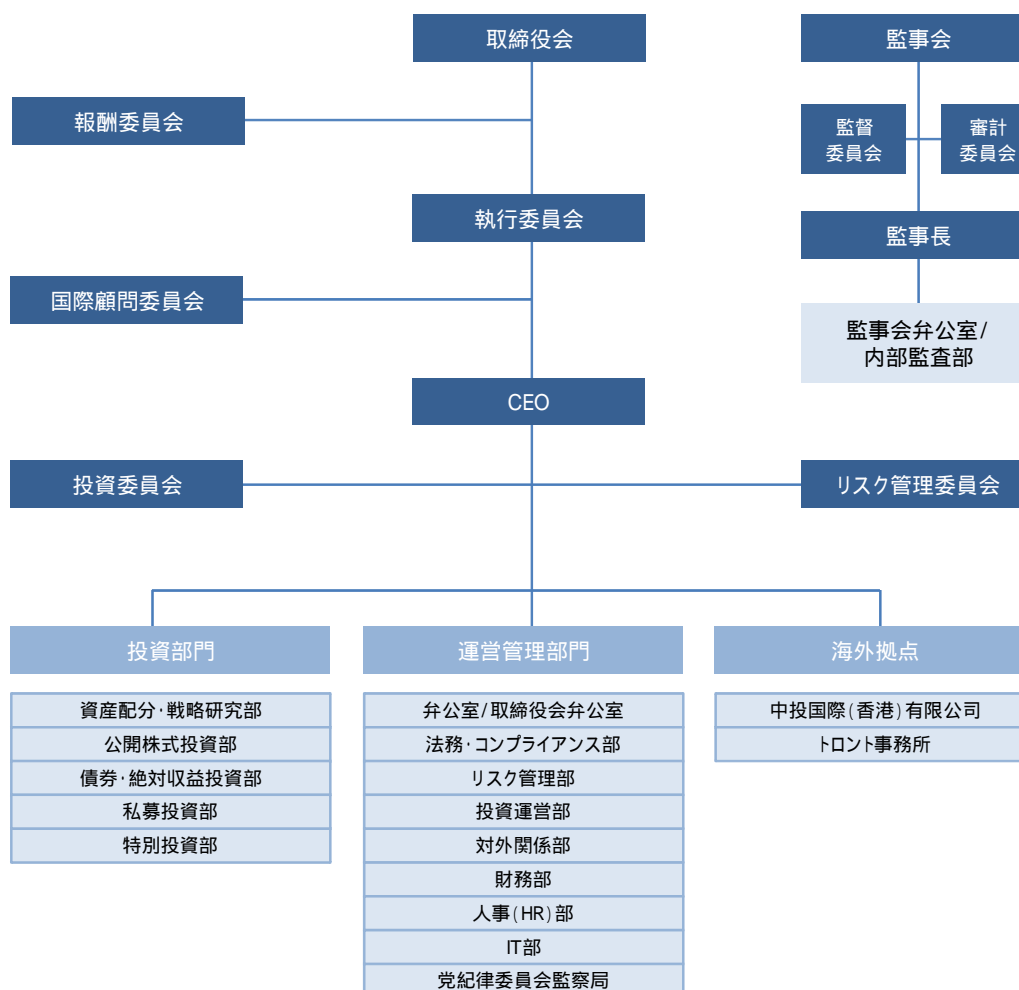 取締役会
監事会
報酬委員会
監督
委員会
審計
委員会
執行委員会
監事長
国際顧問委員会
監事会弁公室/
内部監査部
CEO
投資委員会
リスク管理委員会
投資部門
運営管理部門
海外拠点
資産配分・戦略研究部
公開株式投資部
債券・絶対収益投資部
私募投資部
特別投資部
弁公室/取締役会弁公室
法務・コンプライアンス部
リスク管理部
投資運営部
対外関係部
財務部
人事(HR)部
IT部
党紀律委員会監察局
中投国際(香港)有限公司
トロント事務所